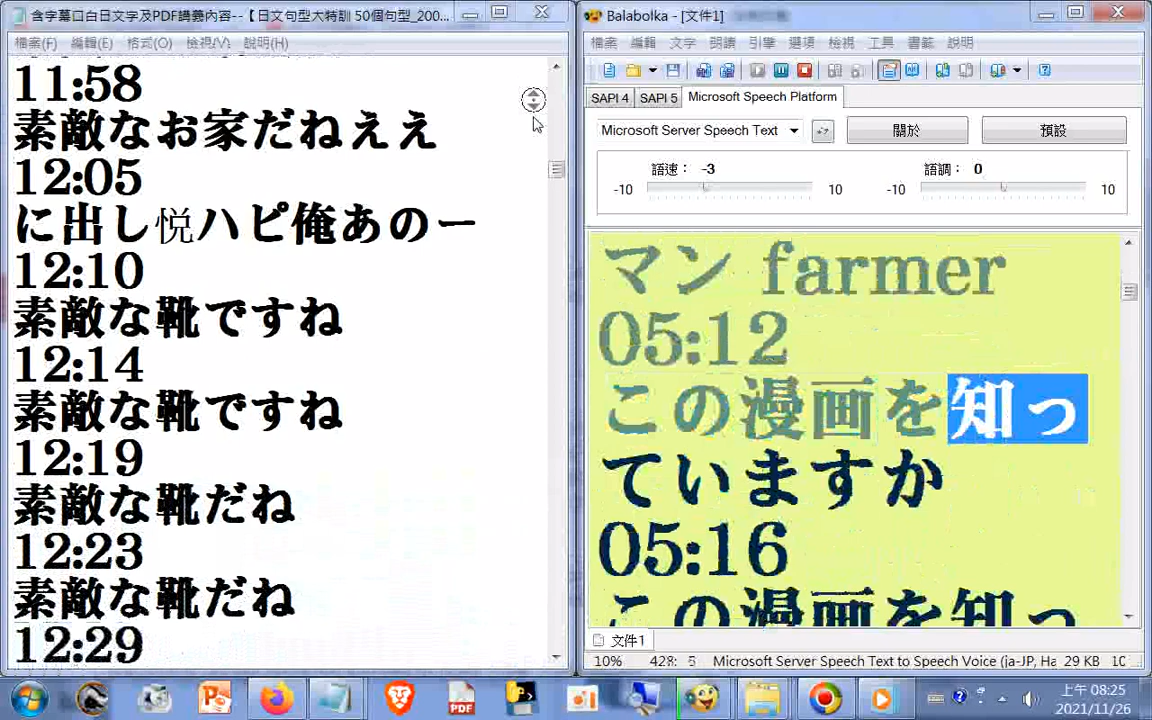 含字幕口白日文字及PDF講義內容--【日文句型大特訓 50個句型_200...
檔案(F) 編輯(E) 格式(O) 檢視(V) 說明(H)
11:58
素敵なお家だねええ
12:05
に出し悦ハピ俺あのー
12:10
素敵な靴ですね
12:14
素敵な靴ですね
12:19
素敵な靴だね
12:23
素敵な靴だね
12:29
Balabolka - [文件1]
檔案 編輯 文字 朗讀 引擎 選項 檢視 工具 書籤 說明
SAPI 4 SAPI 5 Microsoft Speech Platform
Microsoft Server Speech Text 關於 預設
語速: -3 語調: 0
-10 10 -10 10
マン farmer
05:12
この漫画を知っ
ていますか
05:16
この漫画を知っ
文件1
10% 428: 5 Microsoft Server Speech Text to Speech Voice (ja-JP, Ha 29 KB 10
PDF
上午 08:25
2021/11/26